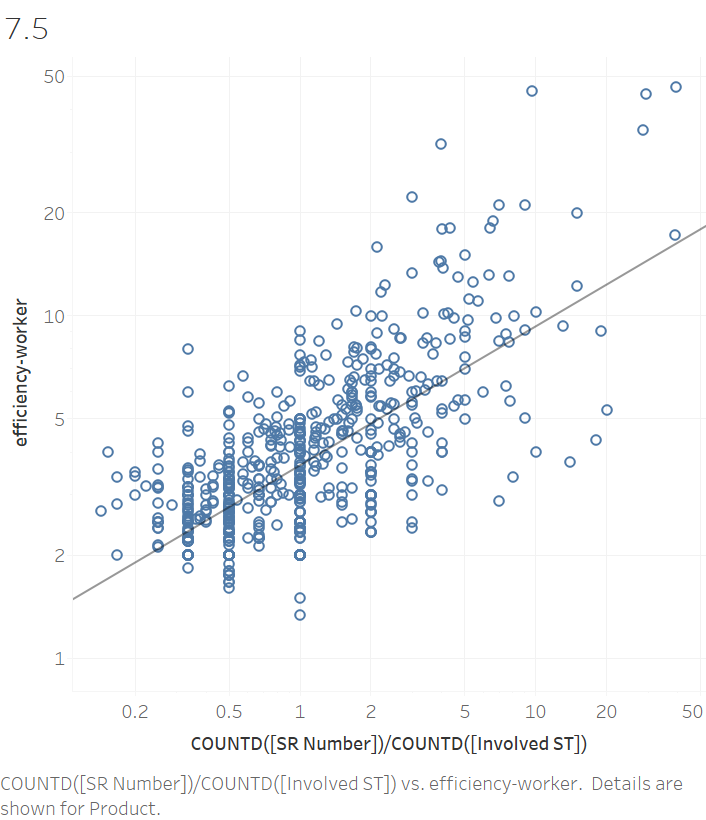 7.5
50
20
10
5
2
1
efficiency-worker
0.2 0.5 1 2 5 10 20 50
COUNTD([SR Number])/COUNTD([Involved ST])
COUNTD([SR Number])/COUNTD([Involved ST]) vs. efficiency-worker. Details are
shown for Product.